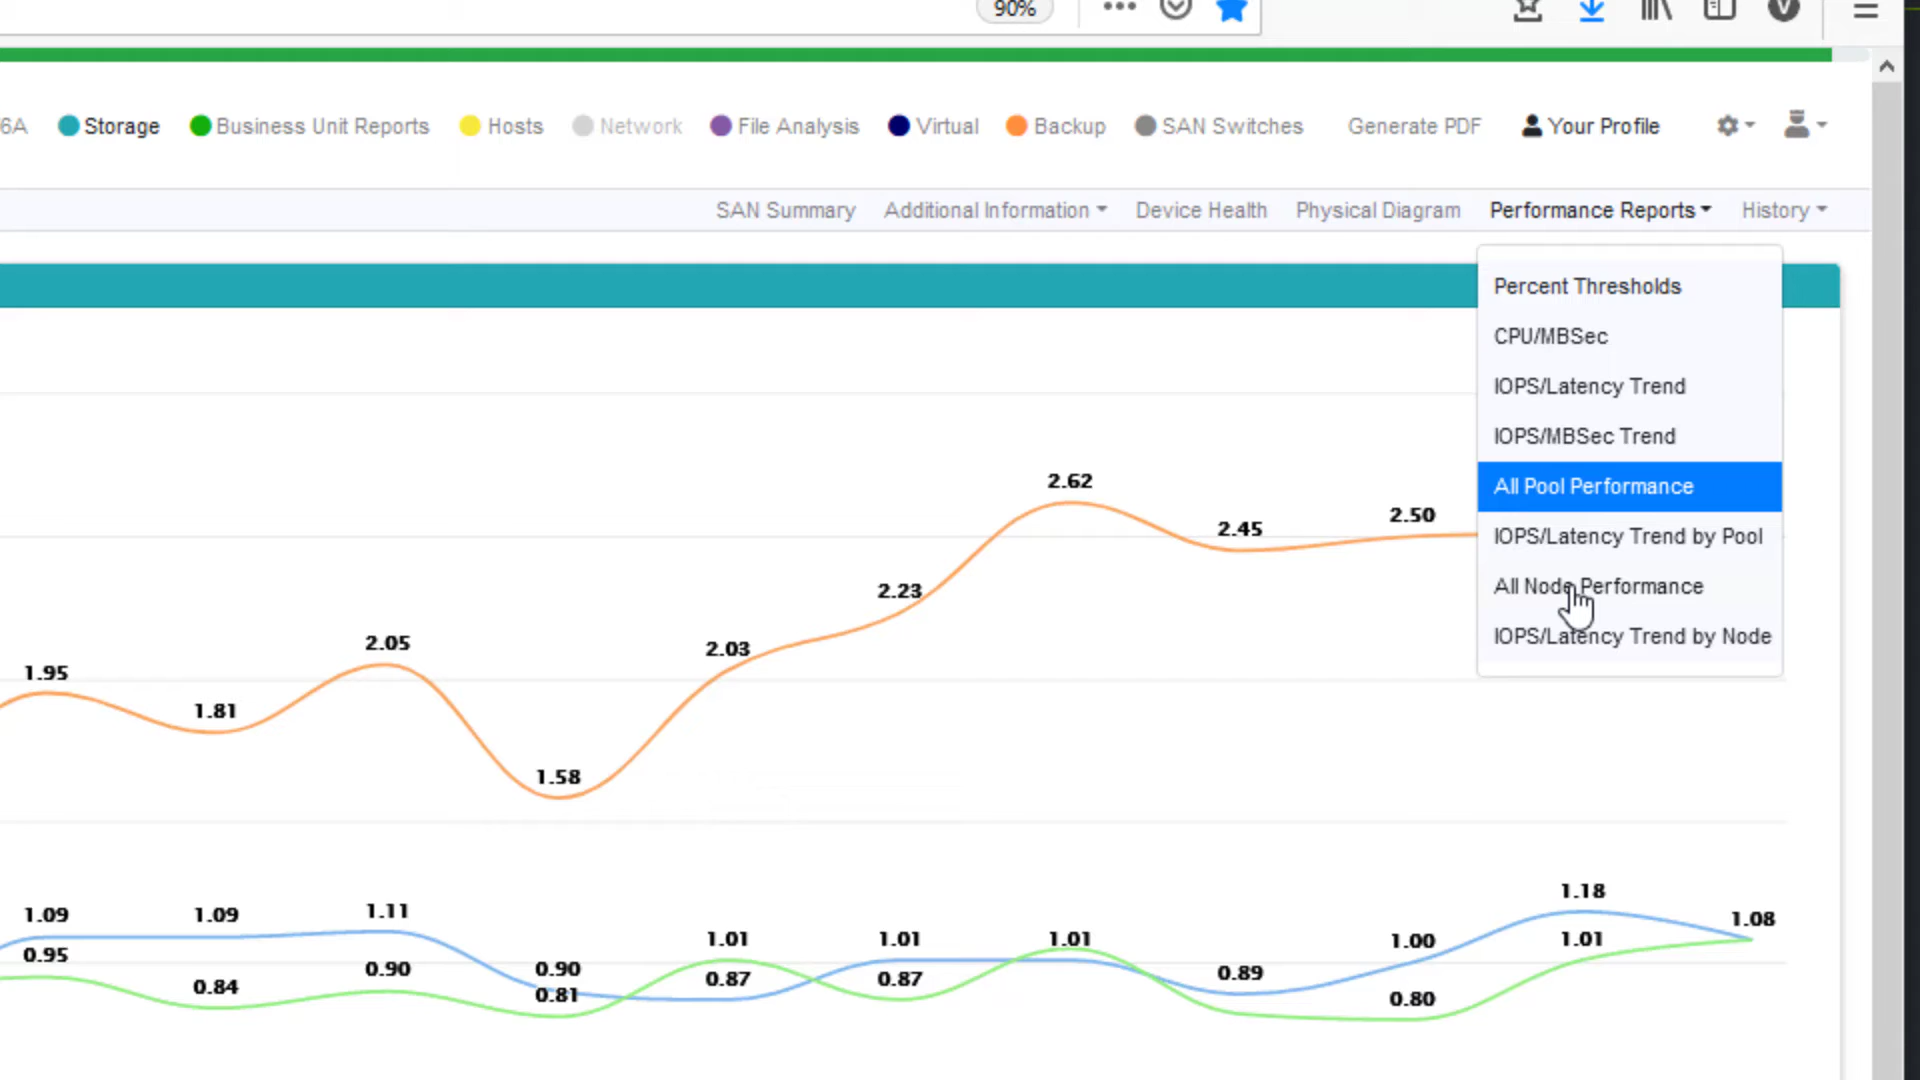 90%
6A Storage Business Unit Reports Hosts Network File Analysis Virtual Backup SAN Switches Generate PDF Your Profile
SAN Summary Additional Information Device Health Physical Diagram Performance Reports History
Percent Thresholds
CPU/MBSec
IOPS/Latency Trend
IOPS/MBSec Trend
All Pool Performance
IOPS/Latency Trend by Pool
All Node Performance
IOPS/Latency Trend by Node
2.62
2.50
2.45
2.23
2.05
2.03
1.95
1.81
1.58
1.18
1.09 1.09 1.11
1.08
1.01 1.01 1.01 1.00 1.01
0.95
0.90 0.90 0.87 0.87 0.89
0.84 0.81 0.80
V